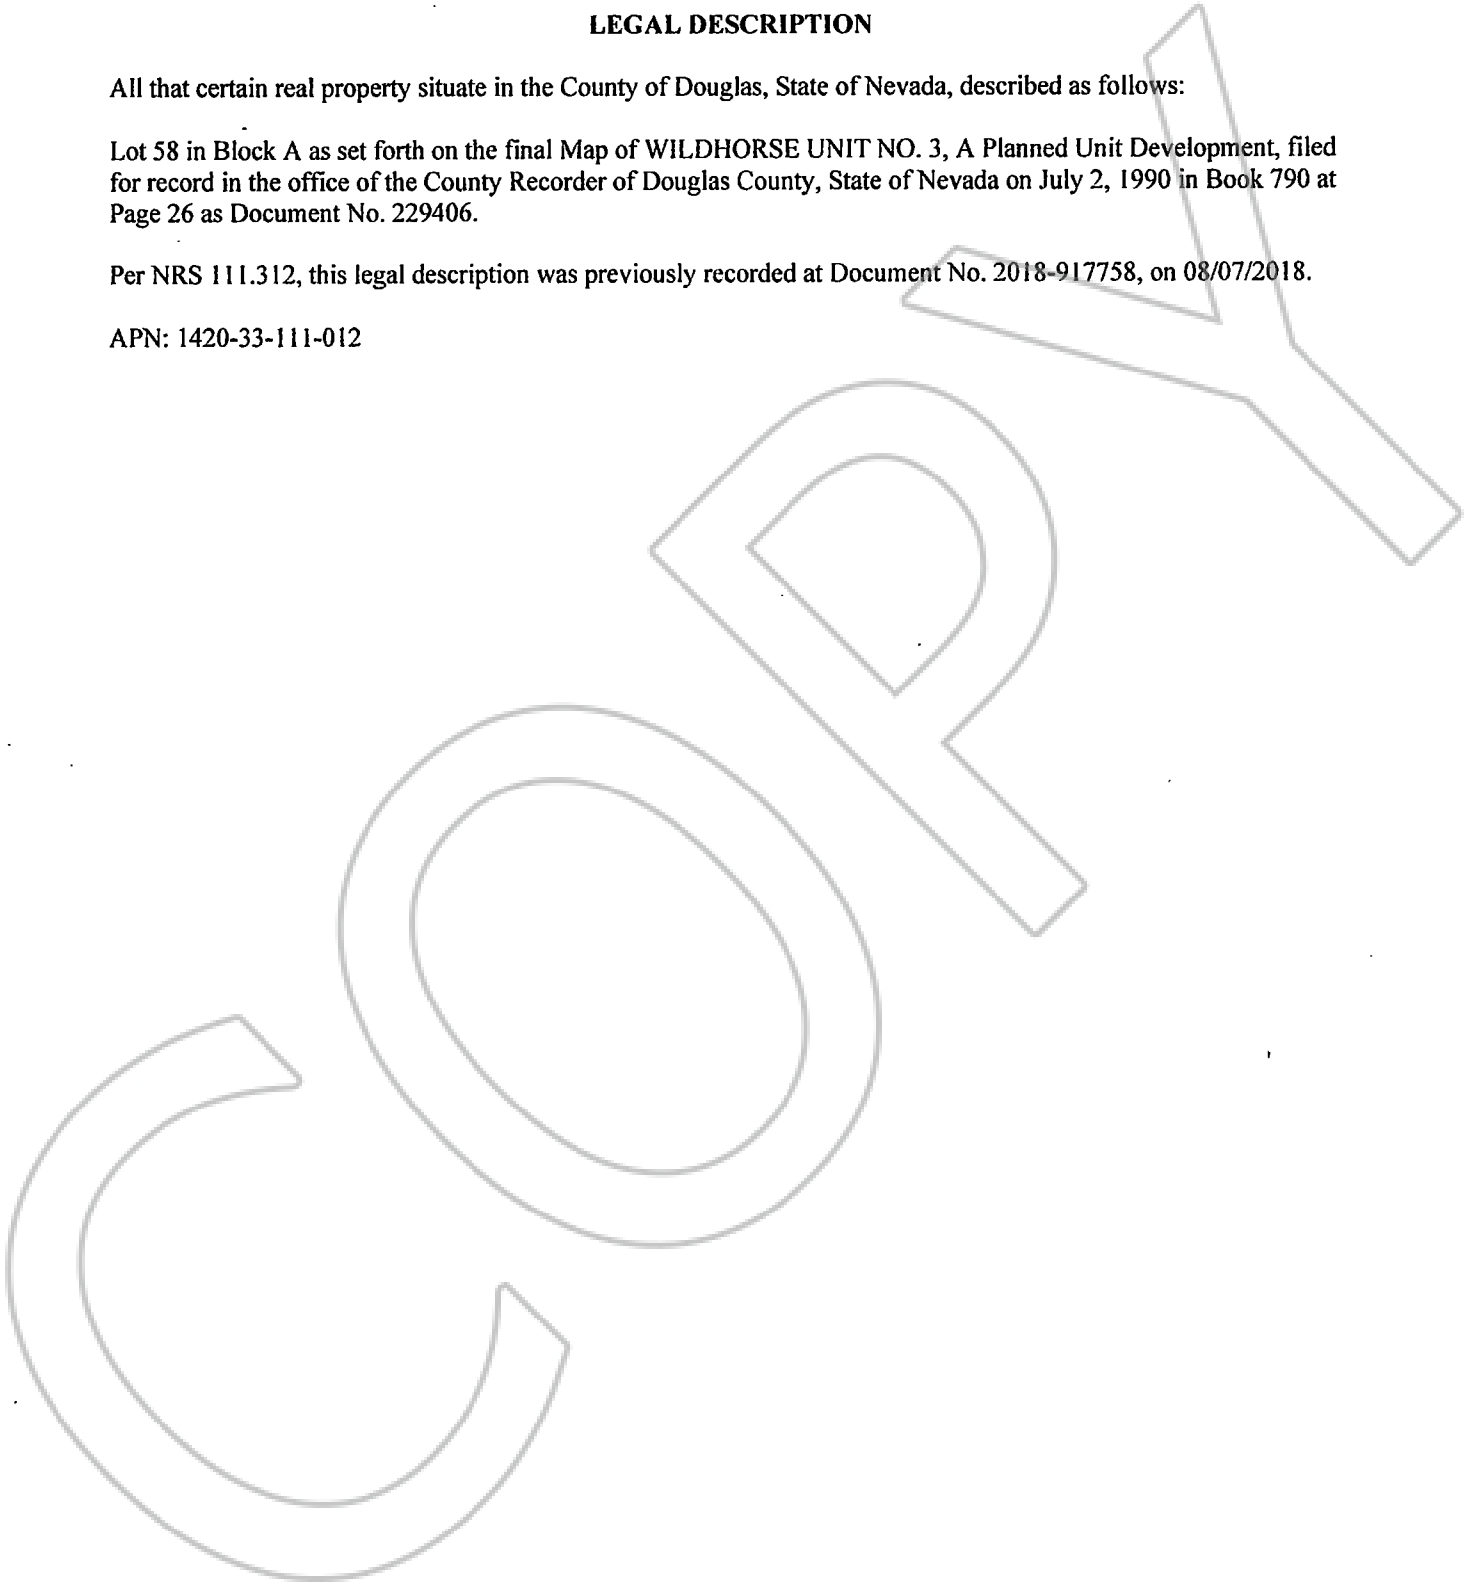 LEGAL DESCRIPTION
All that certain real property situate in the County of Douglas, State of Nevada, described as follows:
Lot 58 in Block A as set forth on the final Map of WILDHORSE UNIT NO. 3, A Planned Unit Development, filed
for record in the office of the County Recorder of Douglas County, State of Nevada on July 2, 1990 in Book 790 at
Page 26 as Document No. 229406.
Per NRS 111.312, this legal description was previously recorded at Document No. 2018-917758, on 08/07/2018.
APN: 1420-33-111-012
COPY